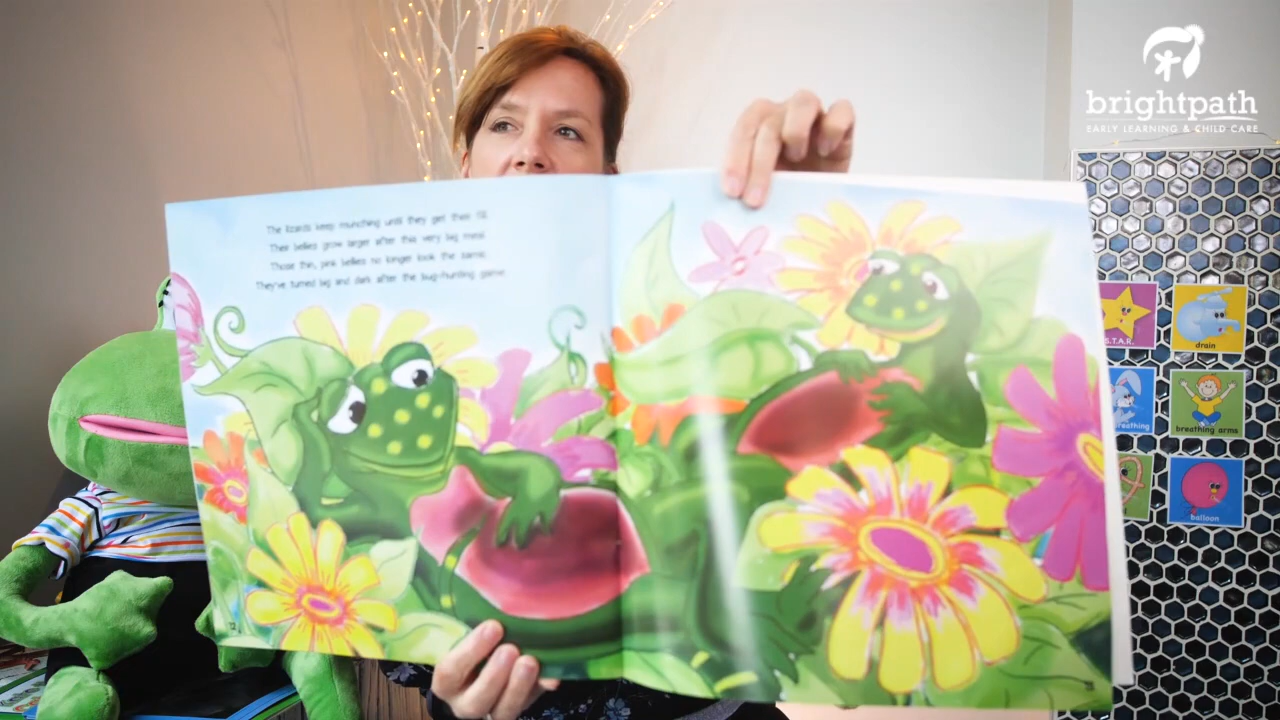 brightpath
EARLY LEARNING & CHILD CARE
The lizards keep munching until they get their fill.
Their bellies grow larger after this very big meal.
Those thin, pink bellies no longer look the same.
They've turned big and dark after the bug-hunting game.
S.T.A.R.
drain
breathing
breathing arms
balloon
12